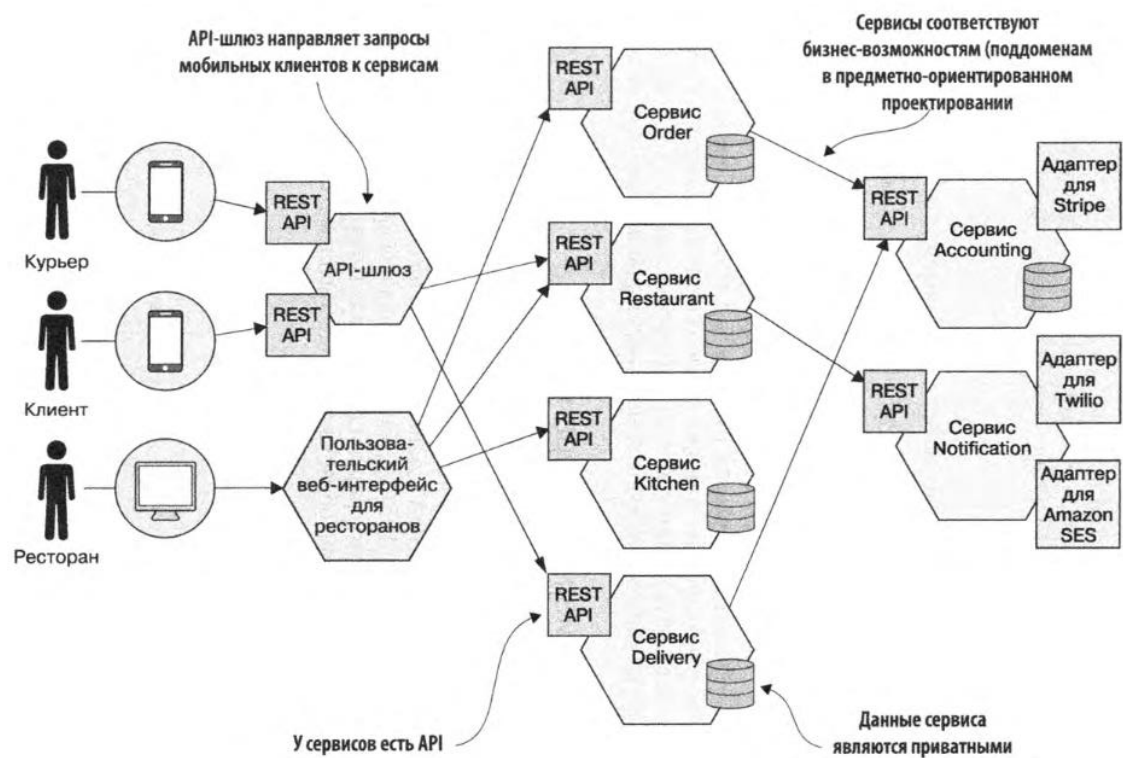 API-шлюз направляет запросы
мобильных клиентов к сервисам
Сервисы соответствуют
бизнес-возможностям (поддоменам
в предметно-ориентированном
проектировании
REST
API
Сервис
Order
Курьер
REST
API
API-шлюз
REST
API
Клиент
REST
API
Сервис
Restaurant
REST
API
Сервис
Accounting
Адаптер
для
Stripe
Ресторан
Пользова-
тельский
веб-интерфейс
для
ресторанов
REST
API
Сервис
Kitchen
REST
API
Сервис
Notification
Адаптер
для
Twilio
Адаптер
для
Amazon
SES
REST
API
Сервис
Delivery
У сервисов есть API
Данные сервиса
являются приватными